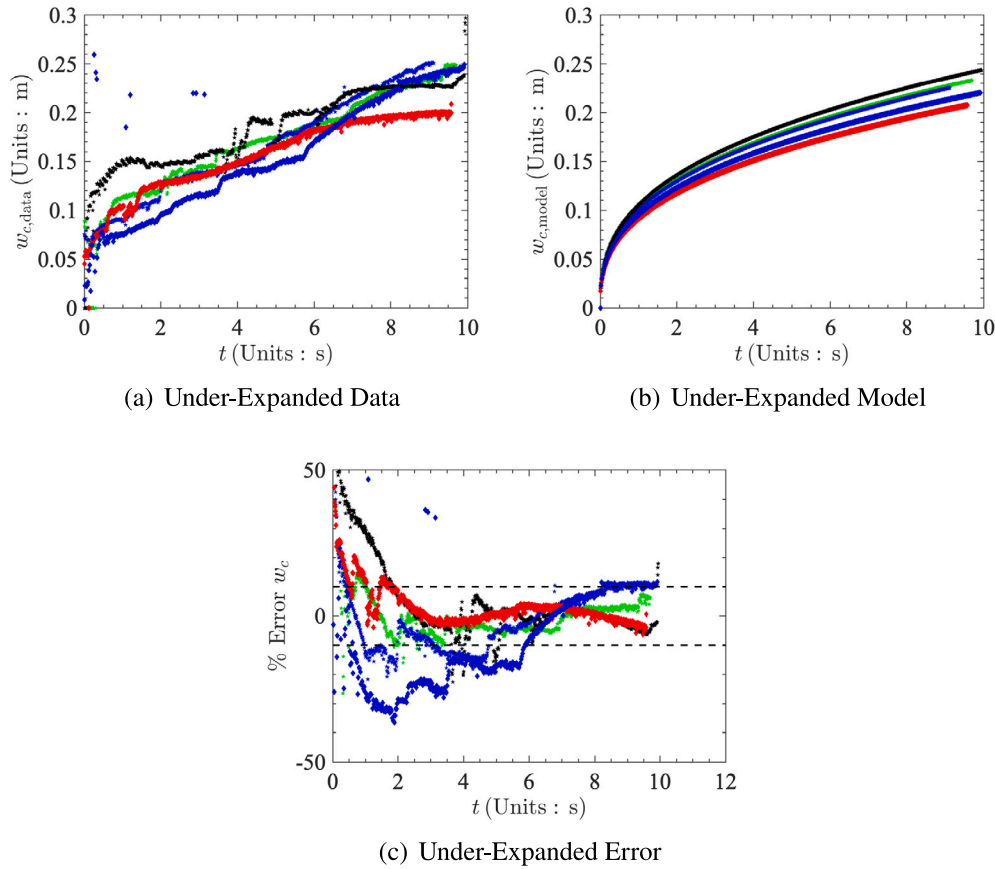 0.3
0.25
0.2
0.15
0.1
0.05
0
w_{c,data} (Units : m)
0 2 4 6 8 10
t (Units : s)
(a) Under-Expanded Data
0.3
0.25
0.2
0.15
0.1
0.05
0
w_{c,model} (Units : m)
0 2 4 6 8 10
t (Units : s)
(b) Under-Expanded Model
50
0
-50
% Error w_c
0 2 4 6 8 10 12
t (Units : s)
(c) Under-Expanded Error